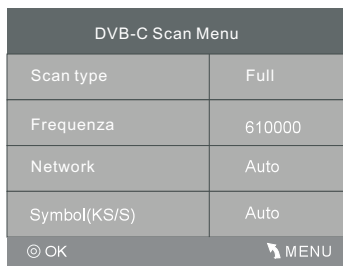 DVB-C Scan Menu
Scan type Full
Frequenza 610000
Network Auto
Symbol(KS/S) Auto
OK MENU